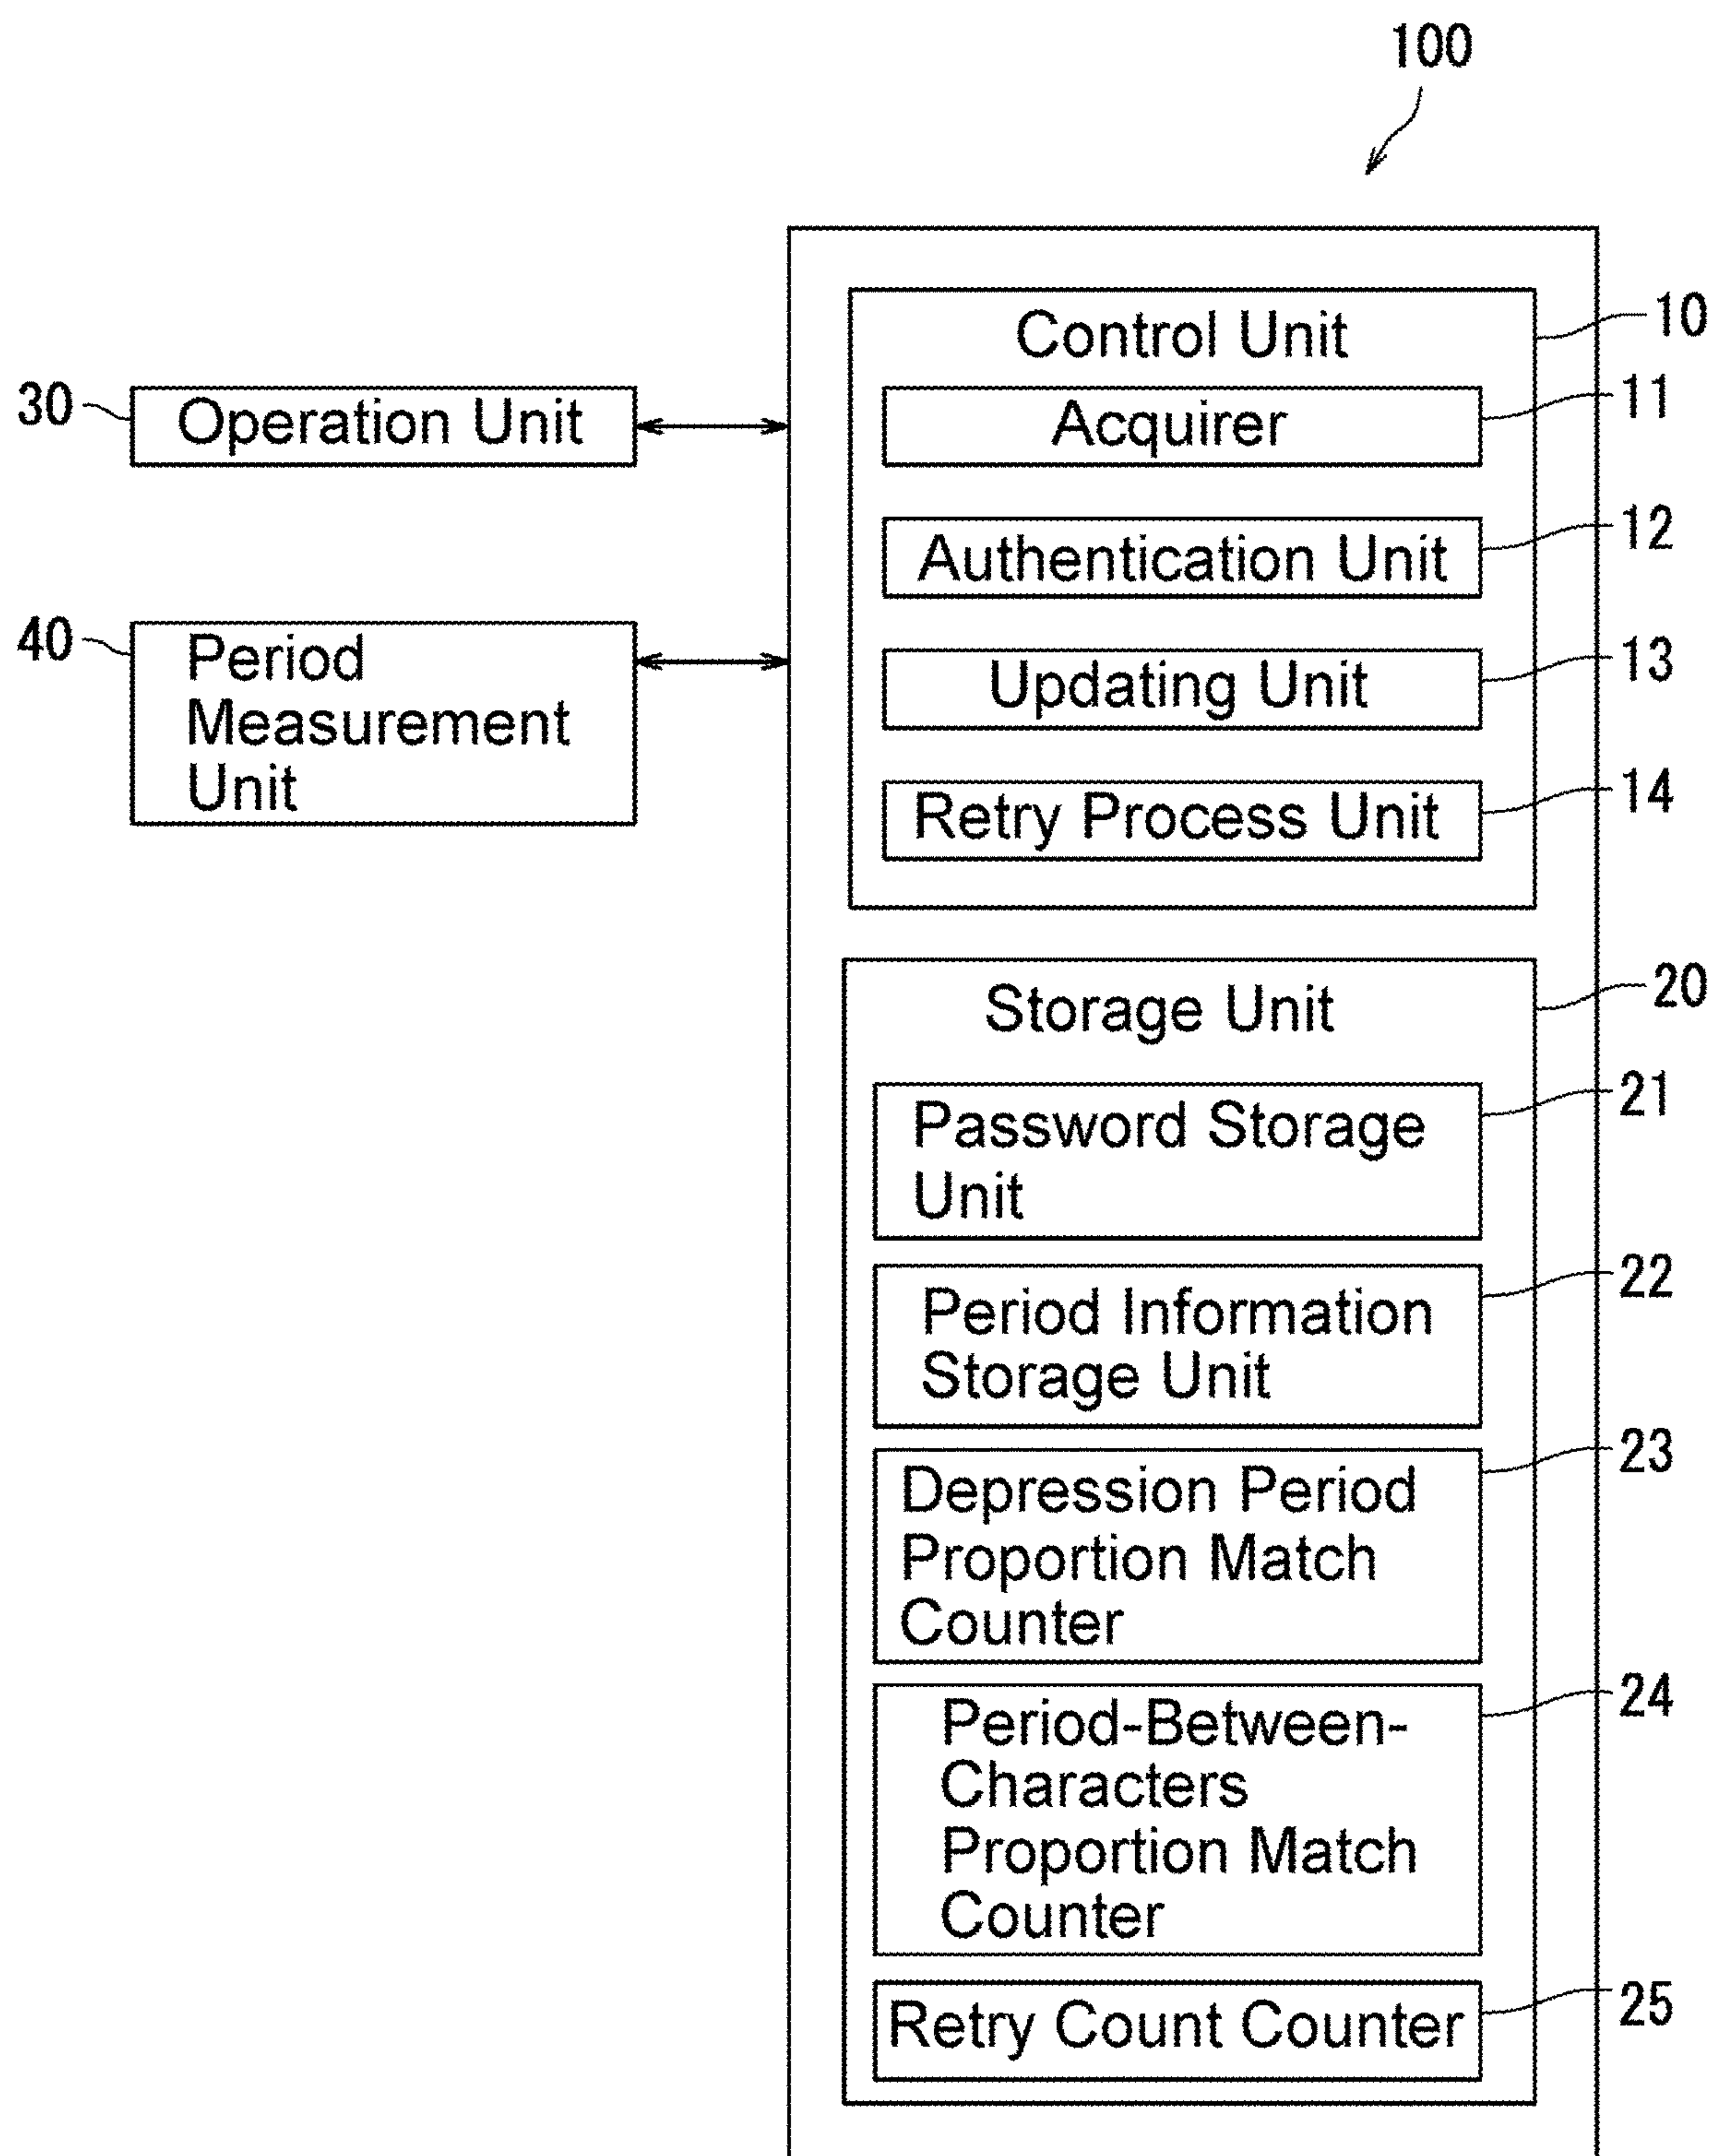 100
Control Unit
10
30
Operation Unit
Acquirer
11
Authentication Unit
12
40
Period
Measurement
Unit
Updating Unit
13
Retry Process Unit
14
Storage Unit
20
Password Storage
Unit
21
Period Information
Storage Unit
22
Depression Period
Proportion Match
Counter
23
Period-Between-
Characters
Proportion Match
Counter
24
Retry Count Counter
25